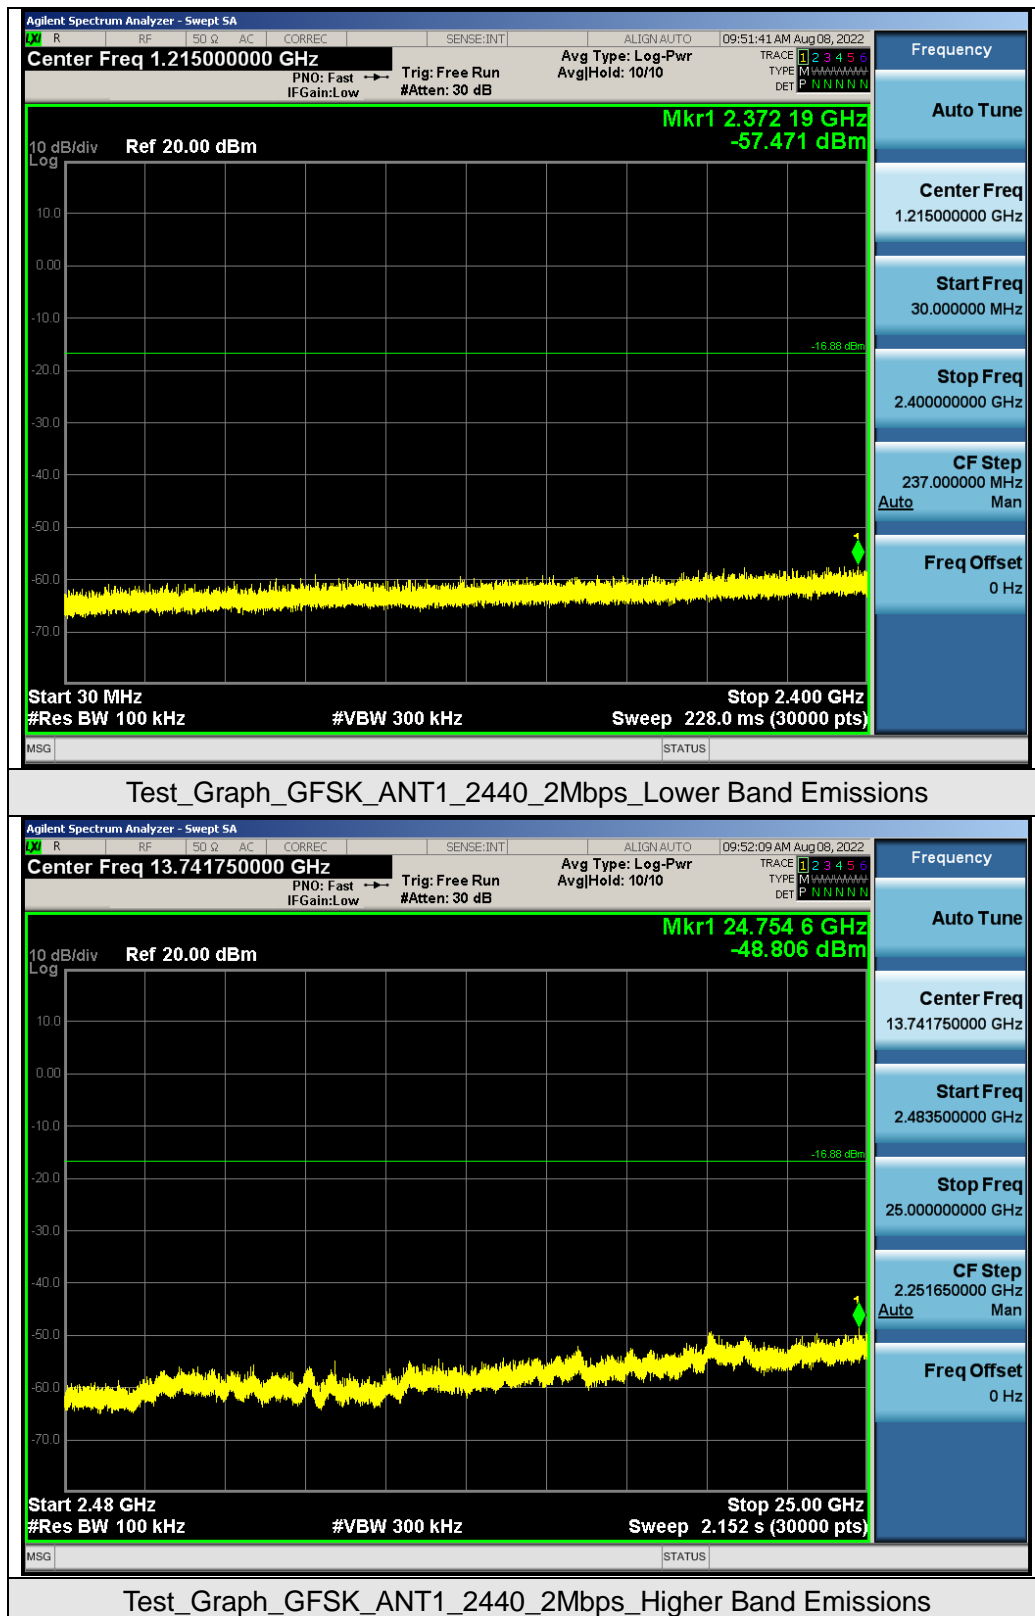 Agilent Spectrum Analyzer - Swept SA
LXI R RF 50 Ω AC CORREC SENSE:INT ALIGN AUTO 09:51:41 AM Aug 08, 2022
Center Freq 1.215000000 GHz
PNO: Fast
IFGain:Low
Trig: Free Run
#Atten: 30 dB
Avg Type: Log-Pwr
Avg|Hold: 10/10
TRACE 1 2 3 4 5 6
TYPE M
DET P N N N N N
Frequency
Auto Tune
Mkr1 2.372 19 GHz
-57.471 dBm
10 dB/div Ref 20.00 dBm
Log
10.0
0.00
-10.0
-16.88 dBm
-20.0
-30.0
-40.0
-50.0
1
-60.0
-70.0
Center Freq
1.215000000 GHz
Start Freq
30.000000 MHz
Stop Freq
2.400000000 GHz
CF Step
237.000000 MHz
Auto Man
Freq Offset
0 Hz
Start 30 MHz Stop 2.400 GHz
#Res BW 100 kHz #VBW 300 kHz Sweep 228.0 ms (30000 pts)
MSG STATUS
Test_Graph_GFSK_ANT1_2440_2Mbps_Lower Band Emissions
Agilent Spectrum Analyzer - Swept SA
LXI R RF 50 Ω AC CORREC SENSE:INT ALIGN AUTO 09:52:09 AM Aug 08, 2022
Center Freq 13.741750000 GHz
PNO: Fast
IFGain:Low
Trig: Free Run
#Atten: 30 dB
Avg Type: Log-Pwr
Avg|Hold: 10/10
TRACE 1 2 3 4 5 6
TYPE M
DET P N N N N N
Frequency
Auto Tune
Mkr1 24.754 6 GHz
-48.806 dBm
10 dB/div Ref 20.00 dBm
Log
10.0
0.00
-10.0
-16.88 dBm
-20.0
-30.0
-40.0
1
-50.0
-60.0
-70.0
Center Freq
13.741750000 GHz
Start Freq
2.483500000 GHz
Stop Freq
25.000000000 GHz
CF Step
2.251650000 GHz
Auto Man
Freq Offset
0 Hz
Start 2.48 GHz Stop 25.00 GHz
#Res BW 100 kHz #VBW 300 kHz Sweep 2.152 s (30000 pts)
MSG STATUS
Test_Graph_GFSK_ANT1_2440_2Mbps_Higher Band Emissions